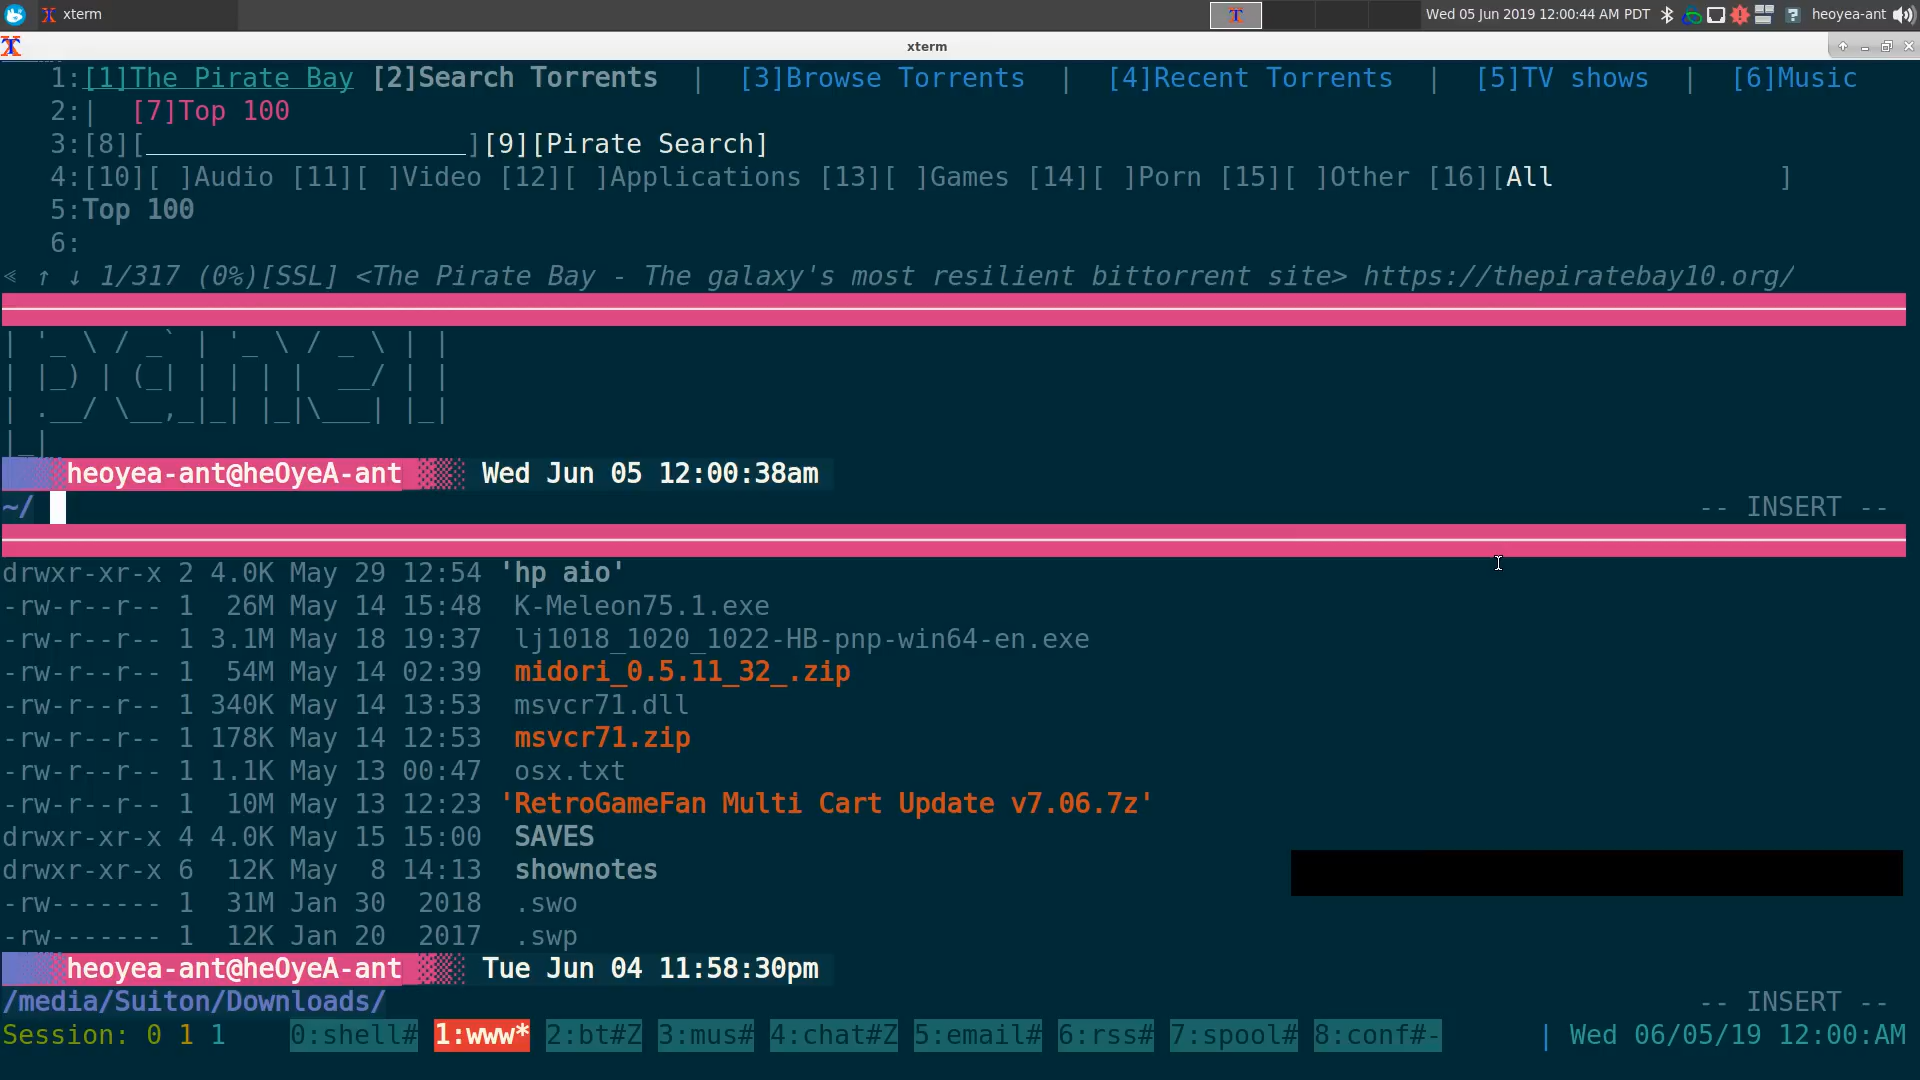 xterm
Wed 05 Jun 2019 12:00:44 AM PDT
heoyea-ant
xterm
1:[1]The Pirate Bay [2]Search Torrents | [3]Browse Torrents | [4]Recent Torrents | [5]TV shows | [6]Music
2:| [7]Top 100
3:[8][____________________][9][Pirate Search]
4:[10][ ]Audio [11][ ]Video [12][ ]Applications [13][ ]Games [14][ ]Porn [15][ ]Other [16][All ]
5:Top 100
6:
« ↑ ↓ 1/317 (0%)[SSL] <The Pirate Bay - The galaxy's most resilient bittorrent site> https://thepiratebay10.org/
| '_ \ / _` | '_ \ / _ \ | |
| |_) | (_| | | | |  __/ | |
| .__/ \__,_|_| |_|\___| |_|
|_|
heoyea-ant@heOyeA-ant Wed Jun 05 12:00:38am
~/ -- INSERT --
drwxr-xr-x 2 4.0K May 29 12:54 'hp aio'
-rw-r--r-- 1  26M May 14 15:48  K-Meleon75.1.exe
-rw-r--r-- 1 3.1M May 18 19:37  lj1018_1020_1022-HB-pnp-win64-en.exe
-rw-r--r-- 1  54M May 14 02:39  midori_0.5.11_32_.zip
-rw-r--r-- 1 340K May 14 13:53  msvcr71.dll
-rw-r--r-- 1 178K May 14 12:53  msvcr71.zip
-rw-r--r-- 1 1.1K May 13 00:47  osx.txt
-rw-r--r-- 1  10M May 13 12:23 'RetroGameFan Multi Cart Update v7.06.7z'
drwxr-xr-x 4 4.0K May 15 15:00  SAVES
drwxr-xr-x 6  12K May  8 14:13  shownotes
-rw------- 1  31M Jan 30  2018  .swo
-rw------- 1  12K Jan 20  2017  .swp
heoyea-ant@heOyeA-ant Tue Jun 04 11:58:30pm
/media/Suiton/Downloads/ -- INSERT --
Session: 0 1 1 0:shell# 1:www* 2:bt#Z 3:mus# 4:chat#Z 5:email# 6:rss# 7:spool# 8:conf#- | Wed 06/05/19 12:00:AM